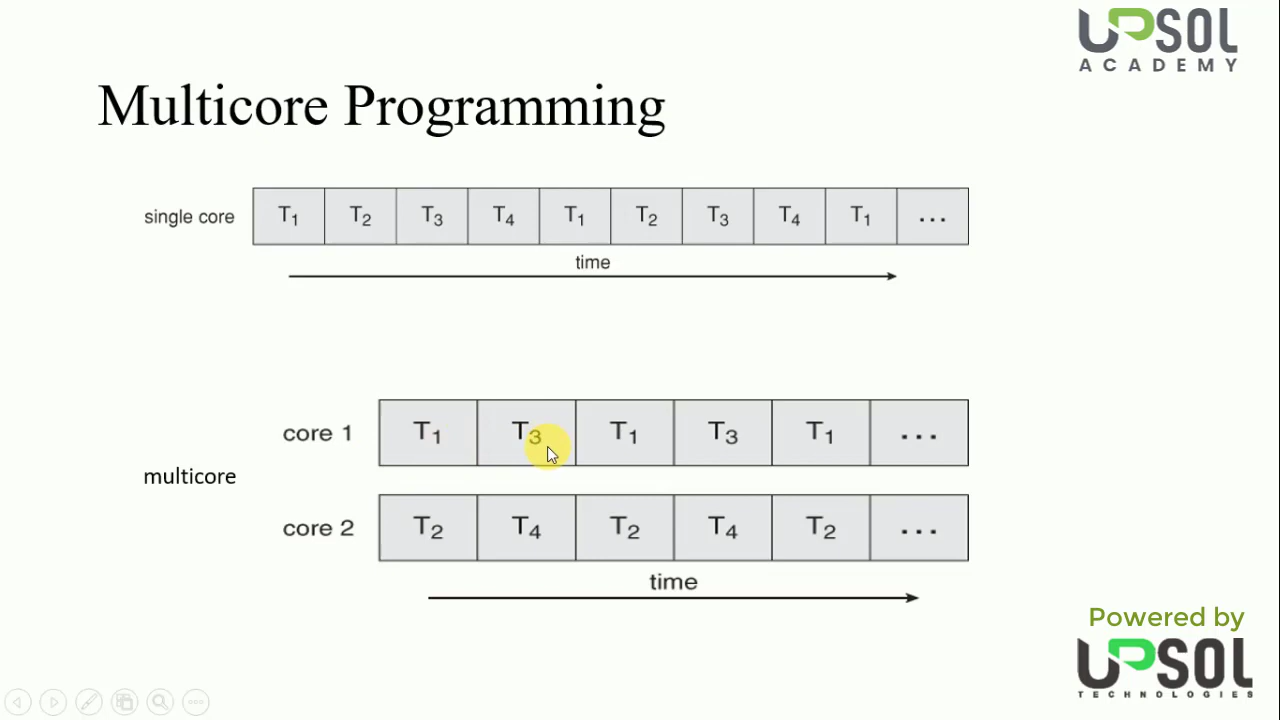 UPSOL
ACADEMY
Multicore Programming
single core T1 T2 T3 T4 T1 T2 T3 T4 T1 ...
time
core 1 T1 T3 T1 T3 T1 ...
multicore
core 2 T2 T4 T2 T4 T2 ...
time
Powered by
UPSOL
TECHNOLOGIES